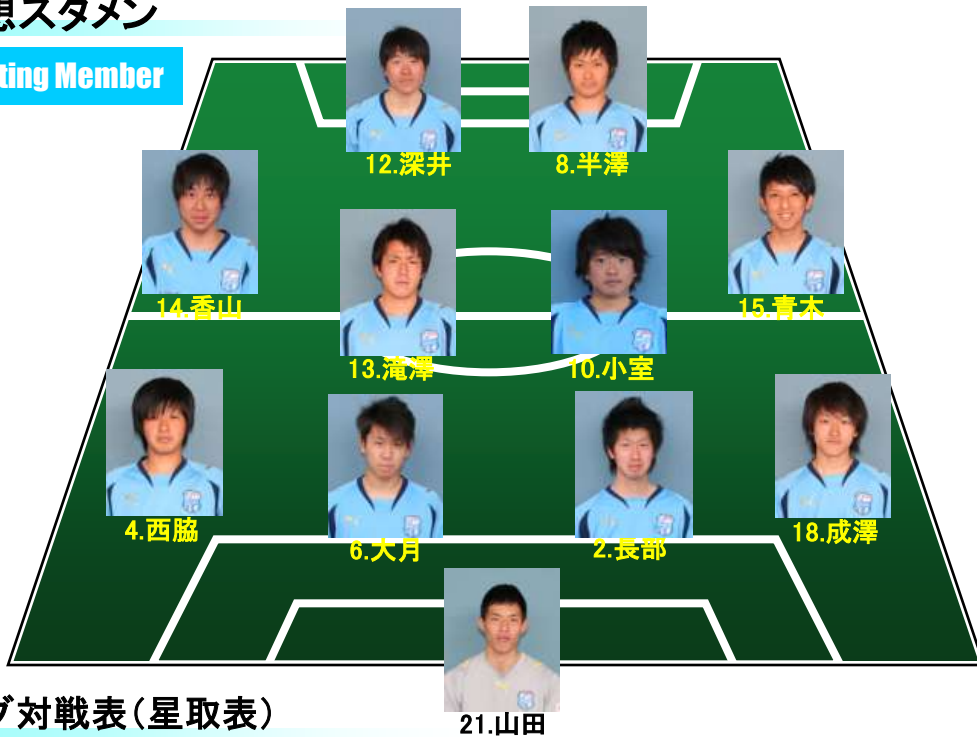 想スタメン
ting Member
12.深井
8.半澤
14.香山
15.青木
13.滝澤
10.小室
4.西脇
6.大月
2.長部
18.成澤
21.山田
グ対戦表（星取表）